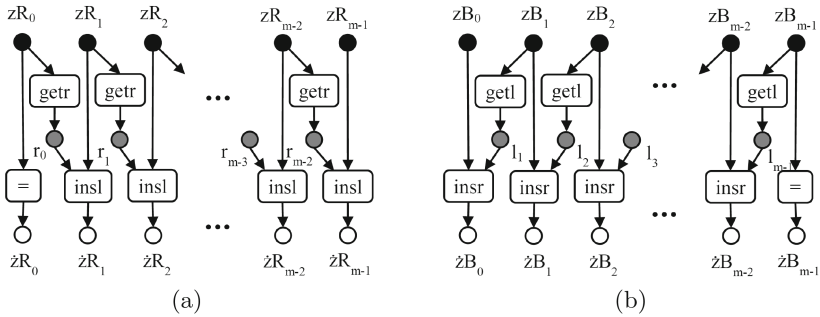 zR₀ zR₁ zR₂ zRₘ₋₂ zRₘ₋₁ zB₀ zB₁ zB₂ zBₘ₋₂ zBₘ₋₁
getr getr ... getr getl getl ... getl
r₀ r₁ rₘ₋₃ rₘ₋₂ l₁ l₂ l₃ lₘ₋
= insl insl insl insl insr insr insr insr =
... ...
żR₀ żR₁ żR₂ żRₘ₋₂ żRₘ₋₁ żB₀ żB₁ żB₂ żBₘ₋₂ żBₘ₋₁
(a) (b)